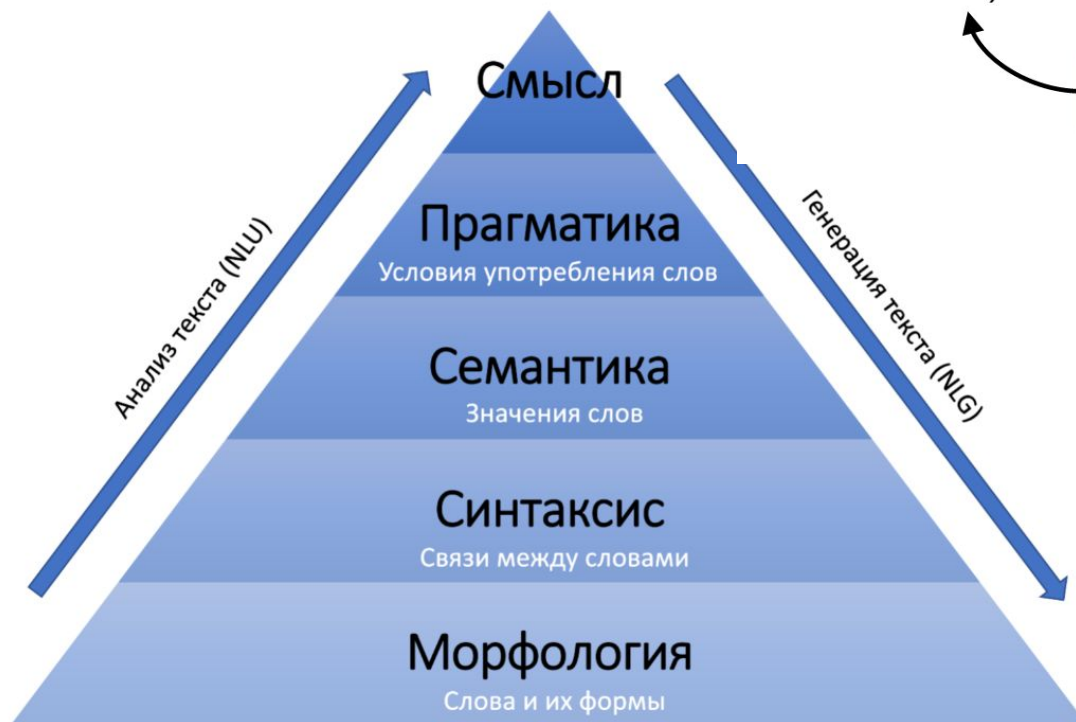 Смысл
Прагматика
Условия употребления слов
Семантика
Значения слов
Синтаксис
Связи между словами
Морфология
Слова и их формы
Анализ текста (NLU)
Генерация текста (NLG)